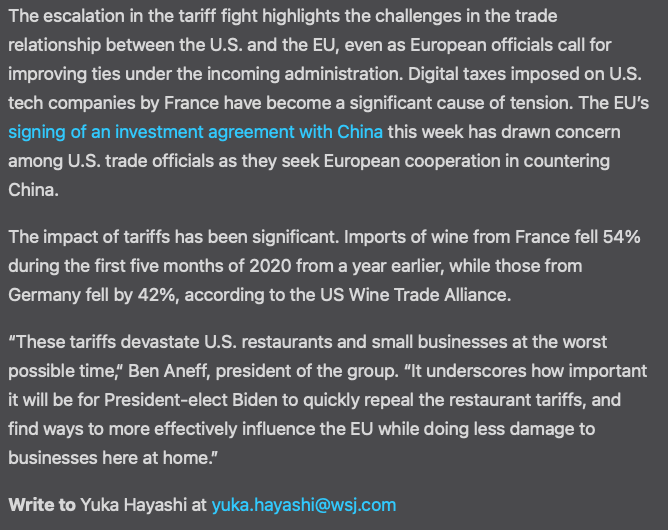 The escalation in the tariff fight highlights the challenges in the trade
relationship between the U.S. and the EU, even as European officials call for
improving ties under the incoming administration. Digital taxes imposed on U.S.
tech companies by France have become a significant cause of tension. The EU’s
signing of an investment agreement with China this week has drawn concern
among U.S. trade officials as they seek European cooperation in countering
China.
The impact of tariffs has been significant. Imports of wine from France fell 54%
during the first five months of 2020 from a year earlier, while those from
Germany fell by 42%, according to the US Wine Trade Alliance.
“These tariffs devastate U.S. restaurants and small businesses at the worst
possible time,“ Ben Aneff, president of the group. “It underscores how important
it will be for President-elect Biden to quickly repeal the restaurant tariffs, and
find ways to more effectively influence the EU while doing less damage to
businesses here at home.”
Write to Yuka Hayashi at yuka.hayashi@wsj.com